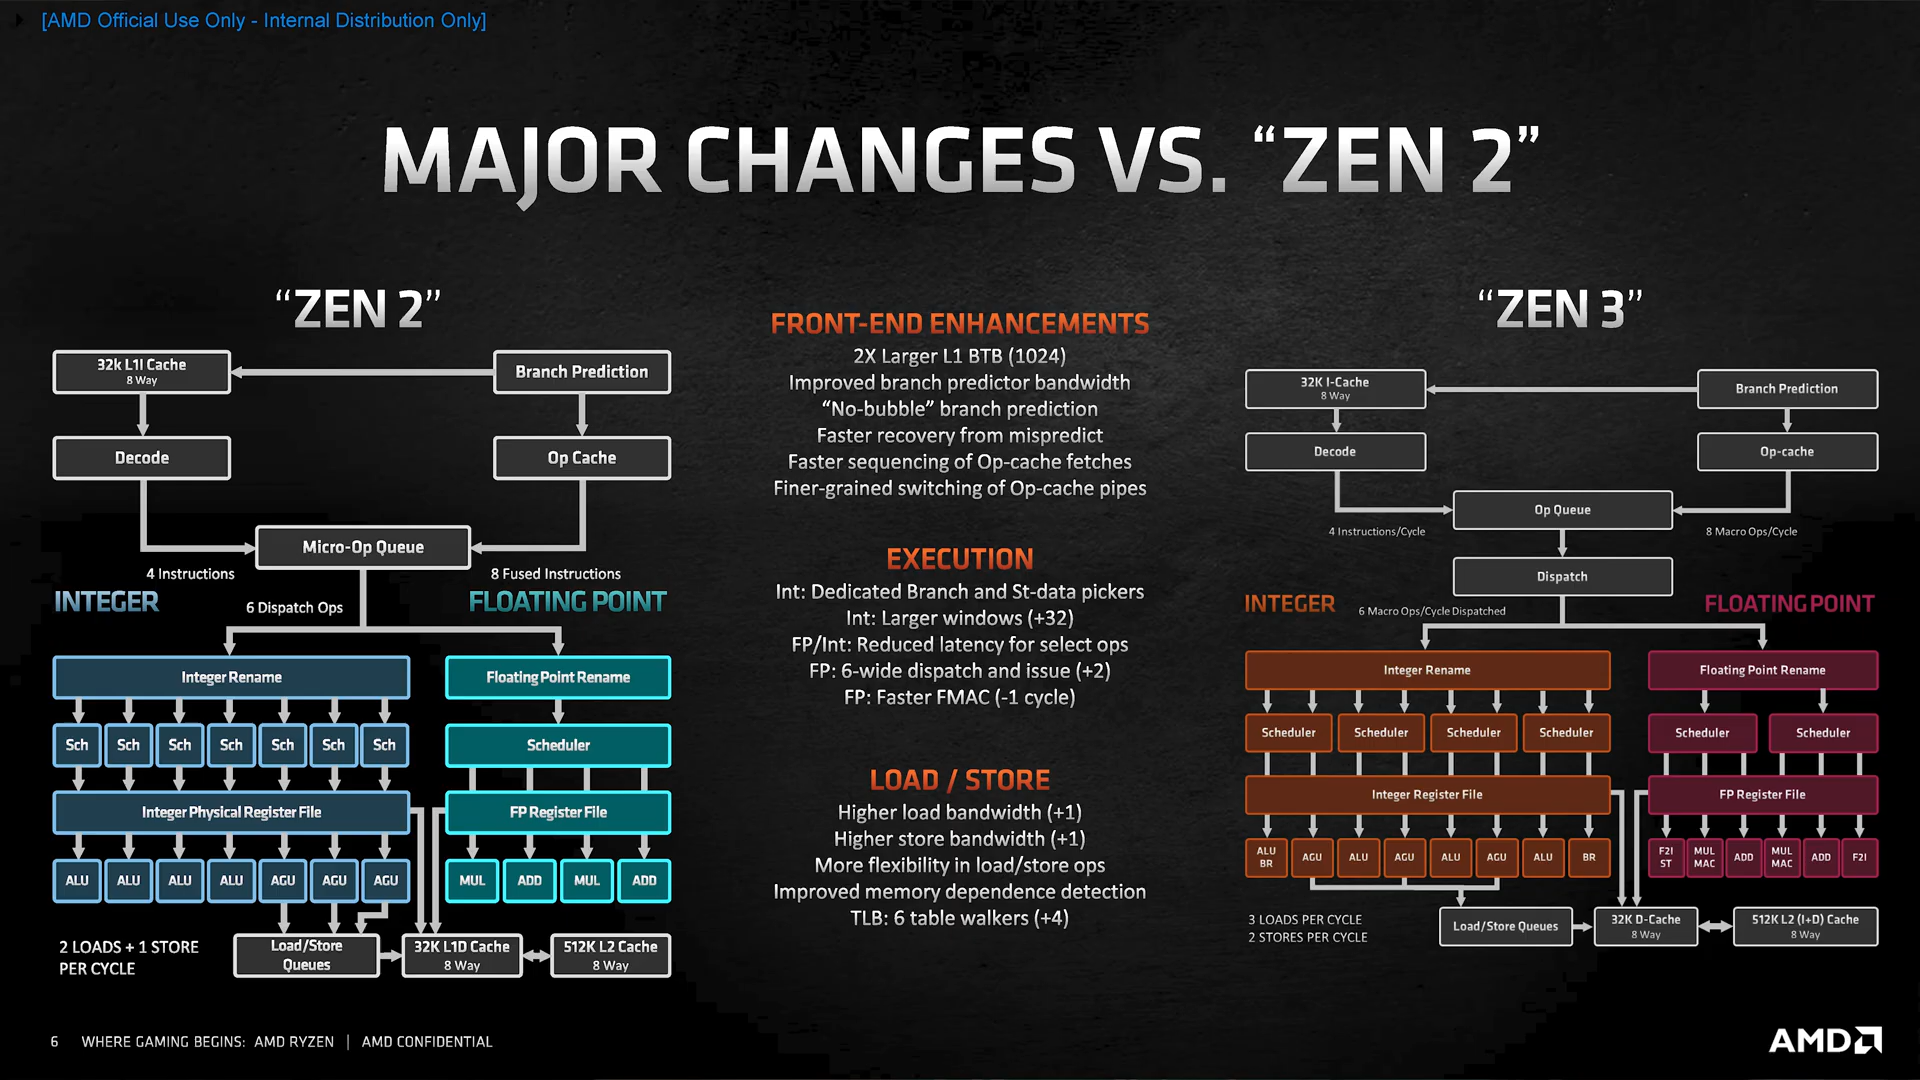 [AMD Official Use Only - Internal Distribution Only]
MAJOR CHANGES VS. “ZEN 2”
“ZEN 2”
32k L1I Cache
8 Way
Branch Prediction
Decode
Op Cache
Micro-Op Queue
4 Instructions
8 Fused Instructions
INTEGER
6 Dispatch Ops
FLOATING POINT
Integer Rename
Floating Point Rename
Sch Sch Sch Sch Sch Sch Sch
Scheduler
Integer Physical Register File
FP Register File
ALU ALU ALU ALU AGU AGU AGU
MUL ADD MUL ADD
2 LOADS + 1 STORE
PER CYCLE
Load/Store
Queues
32K L1D Cache
8 Way
512K L2 Cache
8 Way
FRONT-END ENHANCEMENTS
2X Larger L1 BTB (1024)
Improved branch predictor bandwidth
“No-bubble” branch prediction
Faster recovery from mispredict
Faster sequencing of Op-cache fetches
Finer-grained switching of Op-cache pipes
EXECUTION
Int: Dedicated Branch and St-data pickers
Int: Larger windows (+32)
FP/Int: Reduced latency for select ops
FP: 6-wide dispatch and issue (+2)
FP: Faster FMAC (-1 cycle)
LOAD / STORE
Higher load bandwidth (+1)
Higher store bandwidth (+1)
More flexibility in load/store ops
Improved memory dependence detection
TLB: 6 table walkers (+4)
“ZEN 3”
32K I-Cache
8 Way
Branch Prediction
Decode
Op-cache
Op Queue
4 Instructions/Cycle
8 Macro Ops/Cycle
Dispatch
INTEGER
6 Macro Ops/Cycle Dispatched
FLOATING POINT
Integer Rename
Floating Point Rename
Scheduler Scheduler Scheduler Scheduler
Scheduler Scheduler
Integer Register File
FP Register File
ALU BR
AGU
ALU
AGU
ALU
AGU
ALU
BR
F2I ST
MUL MAC
ADD
MUL MAC
ADD
F2I
3 LOADS PER CYCLE
2 STORES PER CYCLE
Load/Store Queues
32K D-Cache
8 Way
512K L2 (I+D) Cache
8 Way
6 WHERE GAMING BEGINS: AMD RYZEN | AMD CONFIDENTIAL
AMD